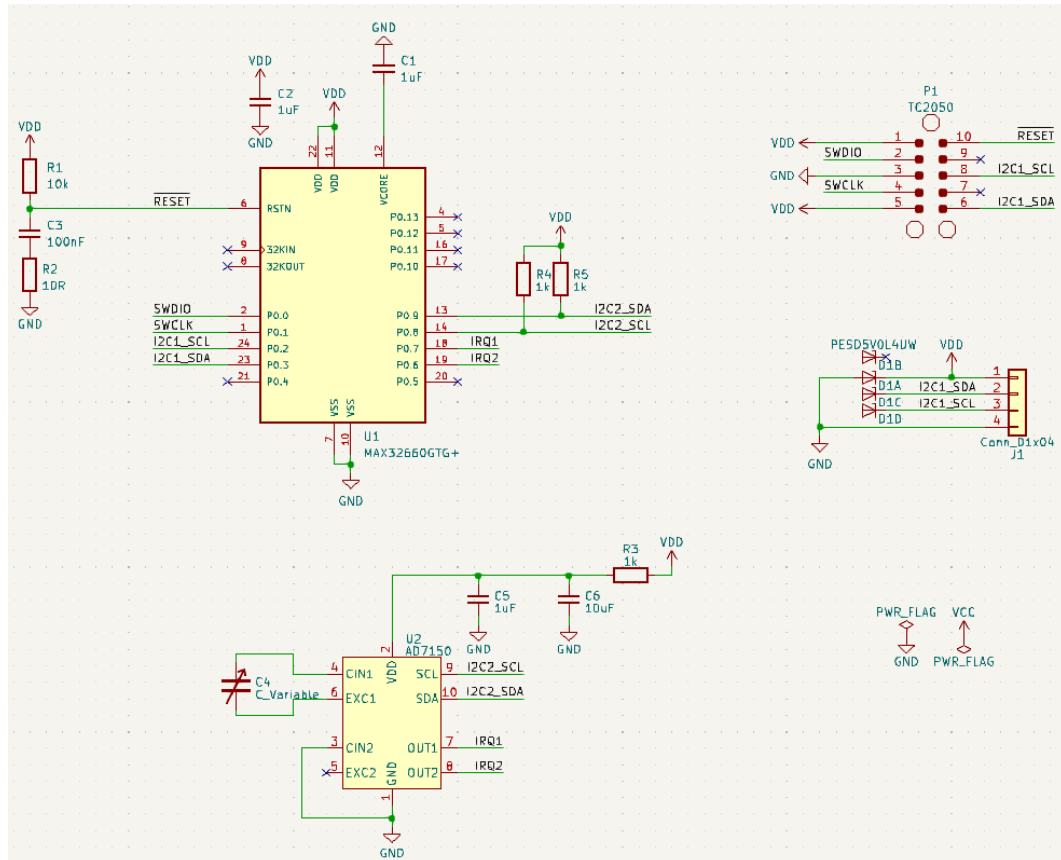 GND
C1
1uF
VDD
C2
1uF
GND
VDD
22
11
12
VDD
VDD
VCORE
VDD
R1
10k
RESET
6
RSTN
C3
100nF
R2
10R
GND
9
32KIN
8
32KOUT
P0.13
4
P0.12
5
P0.11
16
P0.10
17
VDD
R4
1k
R5
1k
SWDIO
2
P0.0
P0.9
13
I2C2_SDA
SWCLK
1
P0.1
P0.8
14
I2C2_SCL
I2C1_SCL
24
P0.2
P0.7
18
IRQ1
I2C1_SDA
23
P0.3
P0.6
19
IRQ2
21
P0.4
P0.5
20
VSS
VSS
7
10
U1
MAX32660GTG+
GND
P1
TC2050
VDD
1
10
RESET
SWDIO
2
9
GND
3
8
I2C1_SCL
SWCLK
4
7
VDD
5
6
I2C1_SDA
PESD5V0L4UW
VDD
D1B
1
D1A
I2C1_SDA
2
D1C
I2C1_SCL
3
D1D
4
GND
Conn_01x04
J1
R3
1k
VDD
C5
1uF
GND
C6
10uF
GND
U2
AD7150
2
VDD
C4
C_Variable
4
CIN1
SCL
9
I2C2_SCL
6
EXC1
SDA
10
I2C2_SDA
3
CIN2
OUT1
7
IRQ1
5
EXC2
OUT2
8
IRQ2
GND
1
GND
PWR_FLAG
GND
VCC
PWR_FLAG